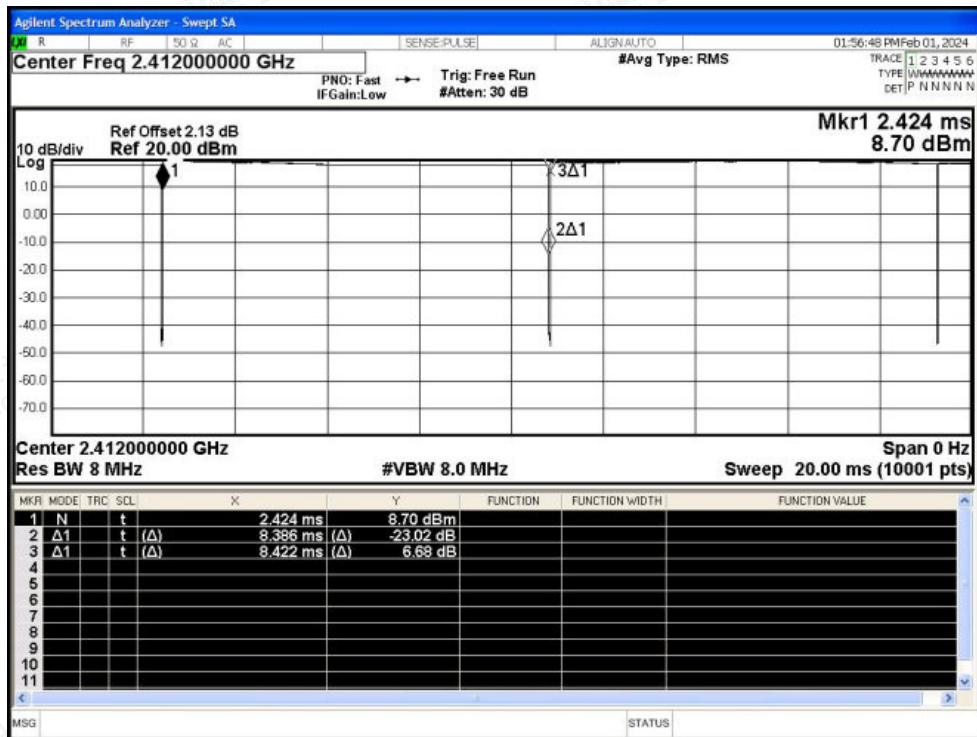 Agilent Spectrum Analyzer - Swept SA
LXI R RF 50 Ω AC SENSE:PULSE ALIGNAUTO 01:56:48 PMFeb 01, 2024
Center Freq 2.412000000 GHz #Avg Type: RMS TRACE 1 2 3 4 5 6
PNO: Fast Trig: Free Run TYPE WWWWWW
IFGain:Low #Atten: 30 dB DET P N N N N N
Mkr1 2.424 ms
8.70 dBm
Ref Offset 2.13 dB
10 dB/div Ref 20.00 dBm
Log
1
3Δ1
10.0
0.00
2Δ1
-10.0
-20.0
-30.0
-40.0
-50.0
-60.0
-70.0
Center 2.412000000 GHz Span 0 Hz
Res BW 8 MHz #VBW 8.0 MHz Sweep 20.00 ms (10001 pts)
MKR MODE TRC SCL X Y FUNCTION FUNCTION WIDTH FUNCTION VALUE
1 N t 2.424 ms 8.70 dBm
2 Δ1 t (Δ) 8.386 ms (Δ) -23.02 dB
3 Δ1 t (Δ) 8.422 ms (Δ) 6.68 dB
4
5
6
7
8
9
10
11
MSG STATUS